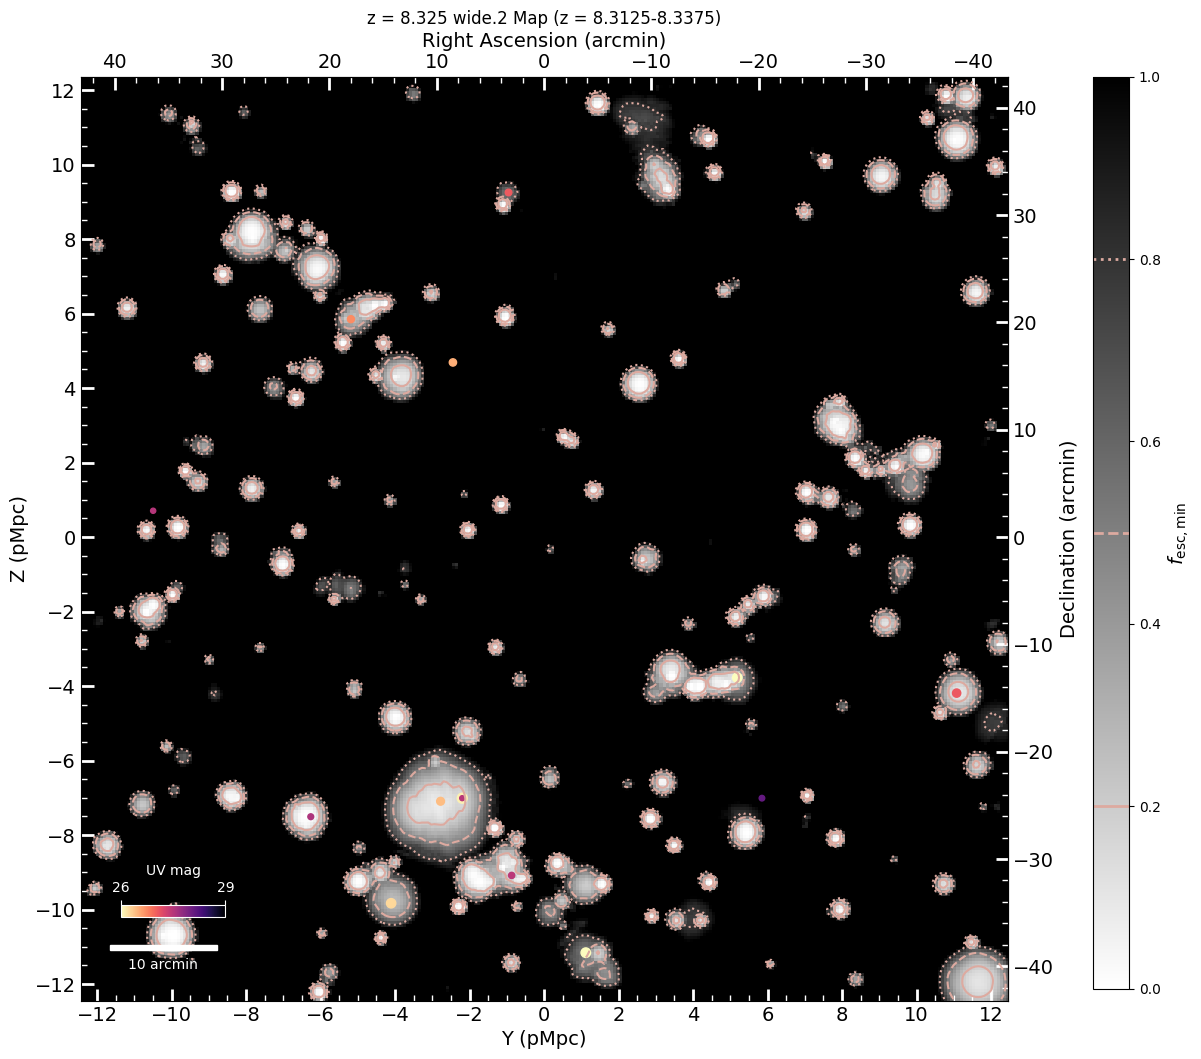 z = 8.325 wide.2 Map (z = 8.3125-8.3375)
Right Ascension (arcmin)
40 30 20 10 0 −10 −20 −30 −40
12
10
8
6
4
2
0
−2
−4
−6
−8
−10
−12
Z (pMpc)
UV mag
26 29
10 arcmin
−12 −10 −8 −6 −4 −2 0 2 4 6 8 10 12
Y (pMpc)
40
30
20
10
0
−10
−20
−30
−40
Declination (arcmin)
1.0
0.8
0.6
0.4
0.2
0.0
fesc, min